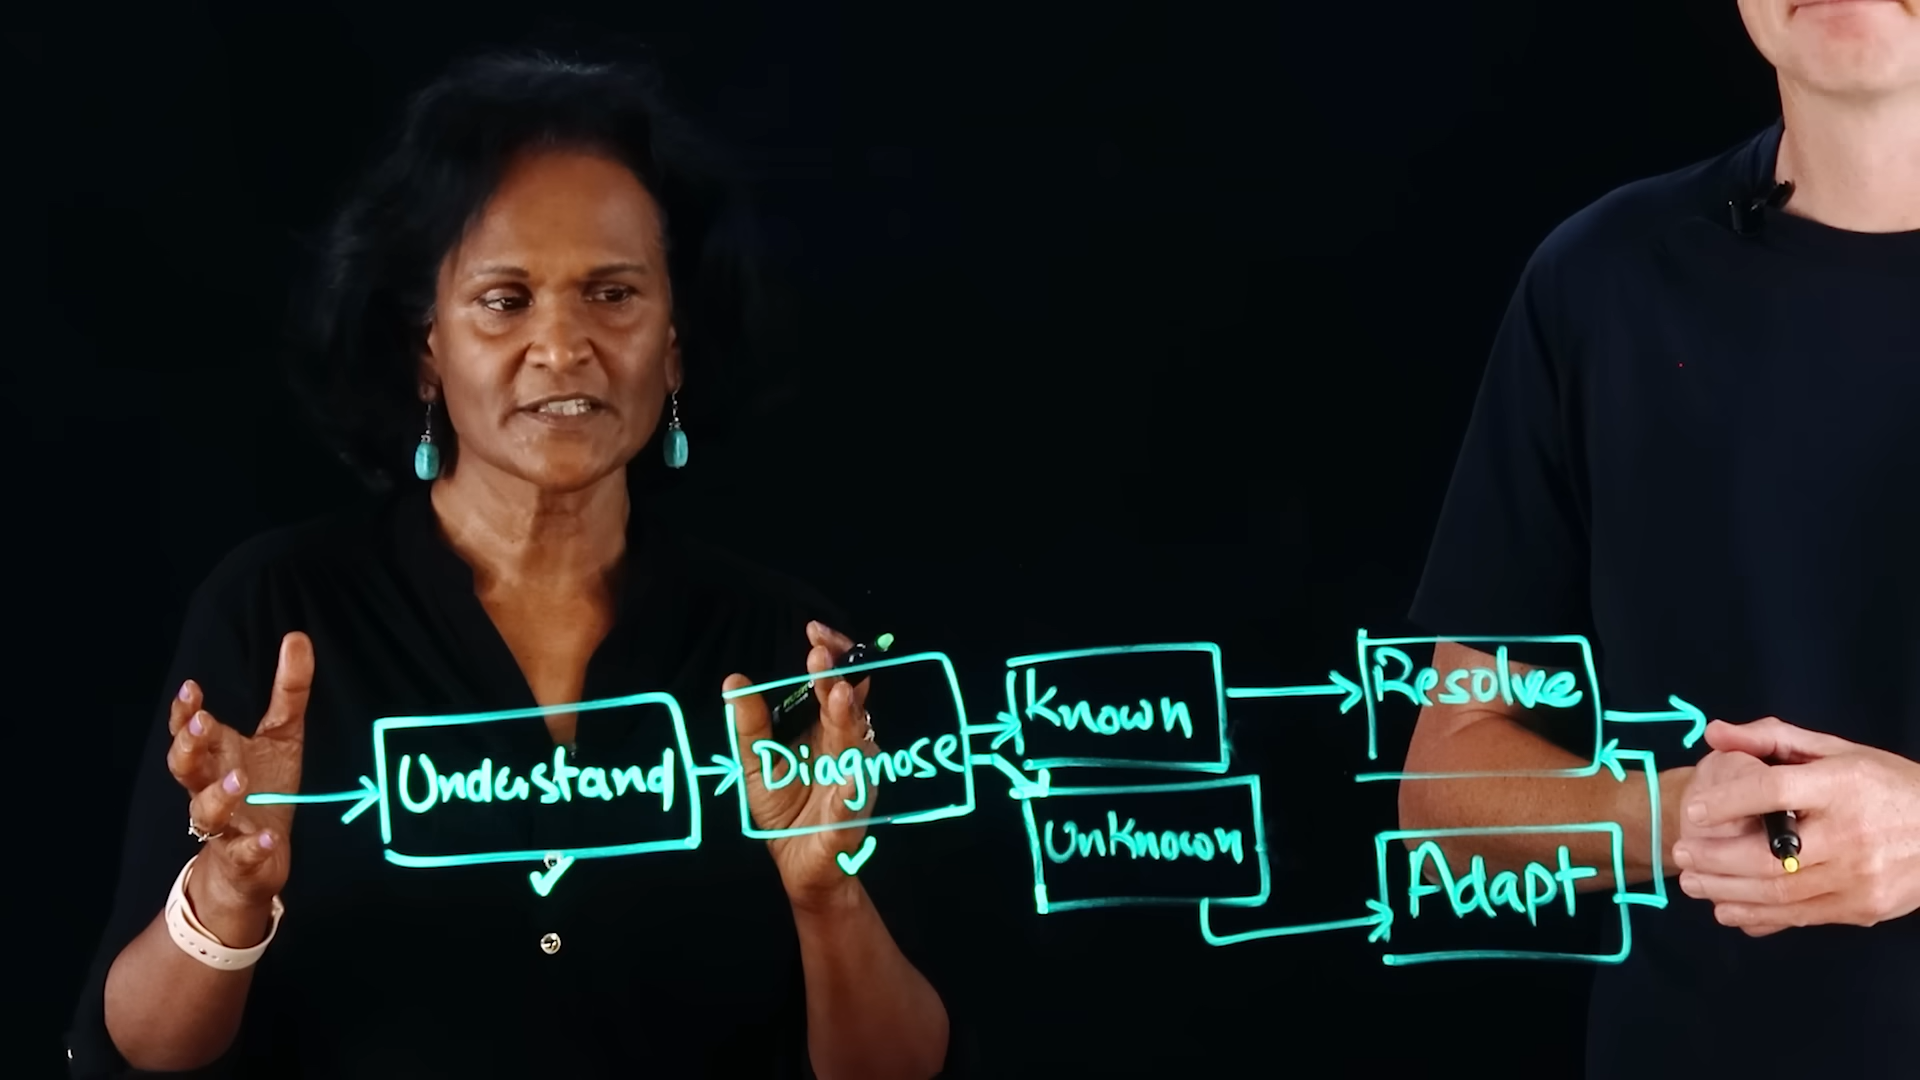 Understand
Diagnose
Known
Unknown
Resolve
Adapt